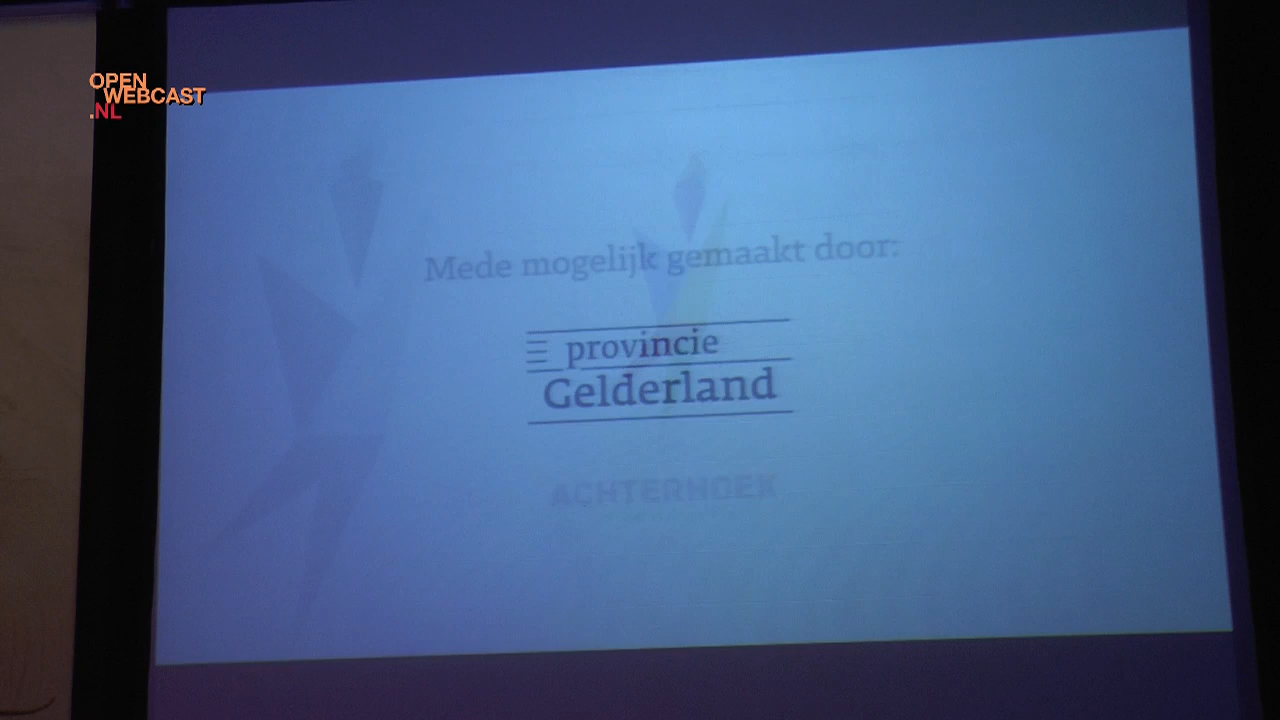 OPEN
WEBCAST
.NL
Mede mogelijk gemaakt door:
provincie
Gelderland
ACHTERHOEK